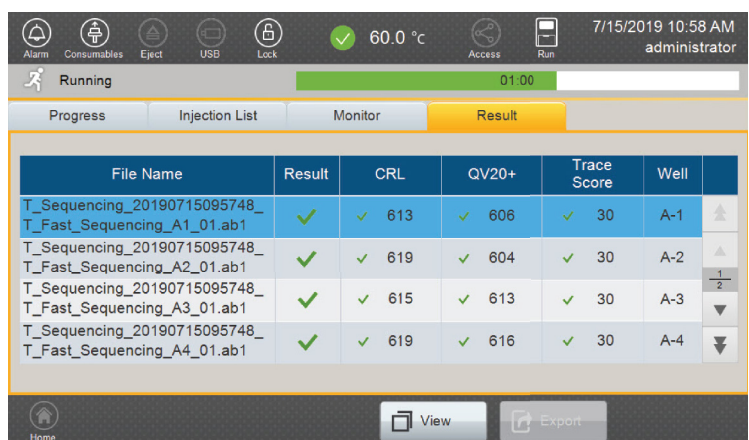 60.0 °c
7/15/2019 10:58 AM
Alarm Consumables Eject USB Lock Access Run administrator
Running 01:00
Progress Injection List Monitor Result
File Name Result CRL QV20+ Trace Score Well
T_Sequencing_20190715095748_
T_Fast_Sequencing_A1_01.ab1 613 606 30 A-1
T_Sequencing_20190715095748_
T_Fast_Sequencing_A2_01.ab1 619 604 30 A-2
1
2
T_Sequencing_20190715095748_
T_Fast_Sequencing_A3_01.ab1 615 613 30 A-3
T_Sequencing_20190715095748_
T_Fast_Sequencing_A4_01.ab1 619 616 30 A-4
View Export
Home